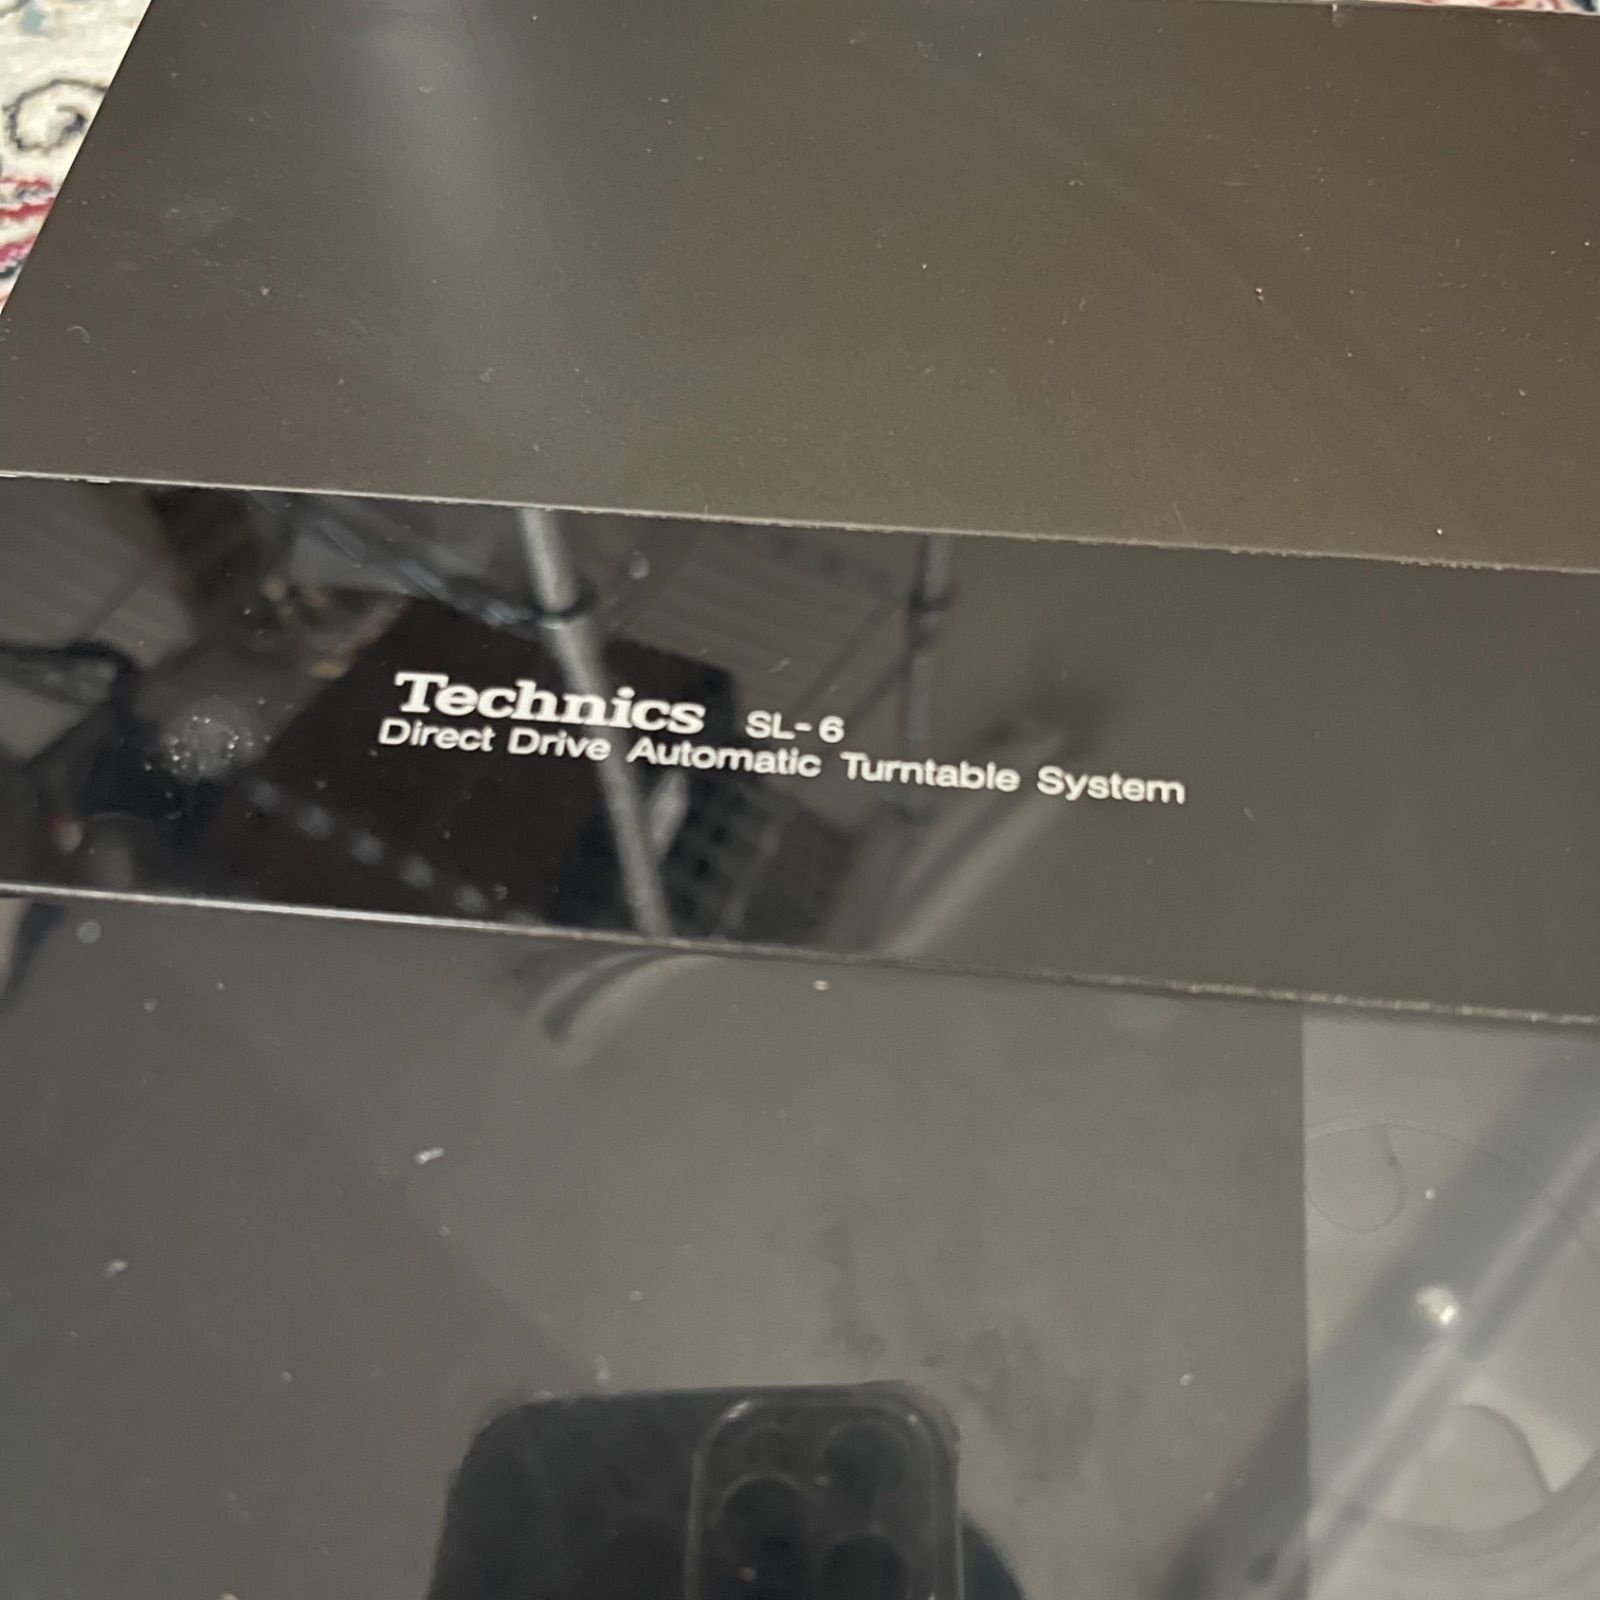 Technics SL-6
Direct Drive Automatic Turntable System